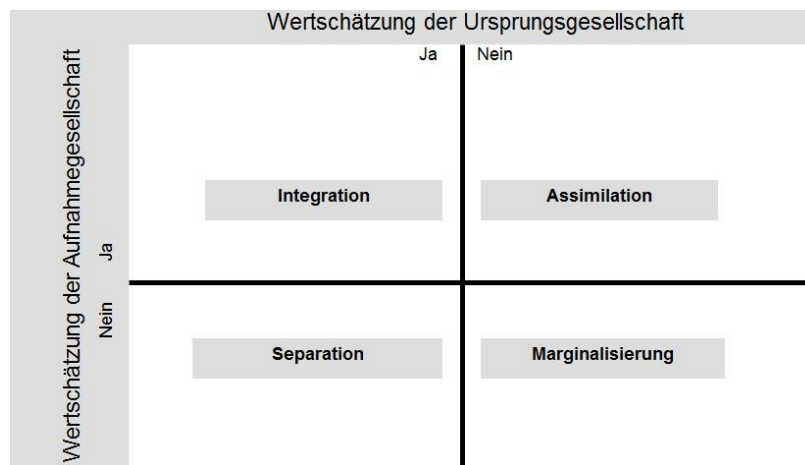 Wertschätzung der Ursprungsgesellschaft
Ja Nein
Wertschätzung der Aufnahmegesellschaft
Ja
Nein
Integration
Assimilation
Separation
Marginalisierung